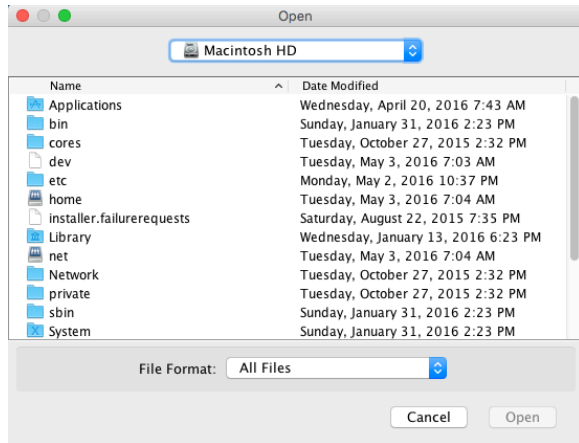 Open
Macintosh HD
Name Date Modified
Applications Wednesday, April 20, 2016 7:43 AM
bin Sunday, January 31, 2016 2:23 PM
cores Tuesday, October 27, 2015 2:32 PM
dev Tuesday, May 3, 2016 7:03 AM
etc Monday, May 2, 2016 10:37 PM
home Tuesday, May 3, 2016 7:04 AM
installer.failurerequests Saturday, August 22, 2015 7:35 PM
Library Wednesday, January 13, 2016 6:23 PM
net Tuesday, May 3, 2016 7:04 AM
Network Tuesday, October 27, 2015 2:32 PM
private Tuesday, October 27, 2015 2:32 PM
sbin Sunday, January 31, 2016 2:23 PM
System Sunday, January 31, 2016 2:23 PM
File Format: All Files
Cancel Open